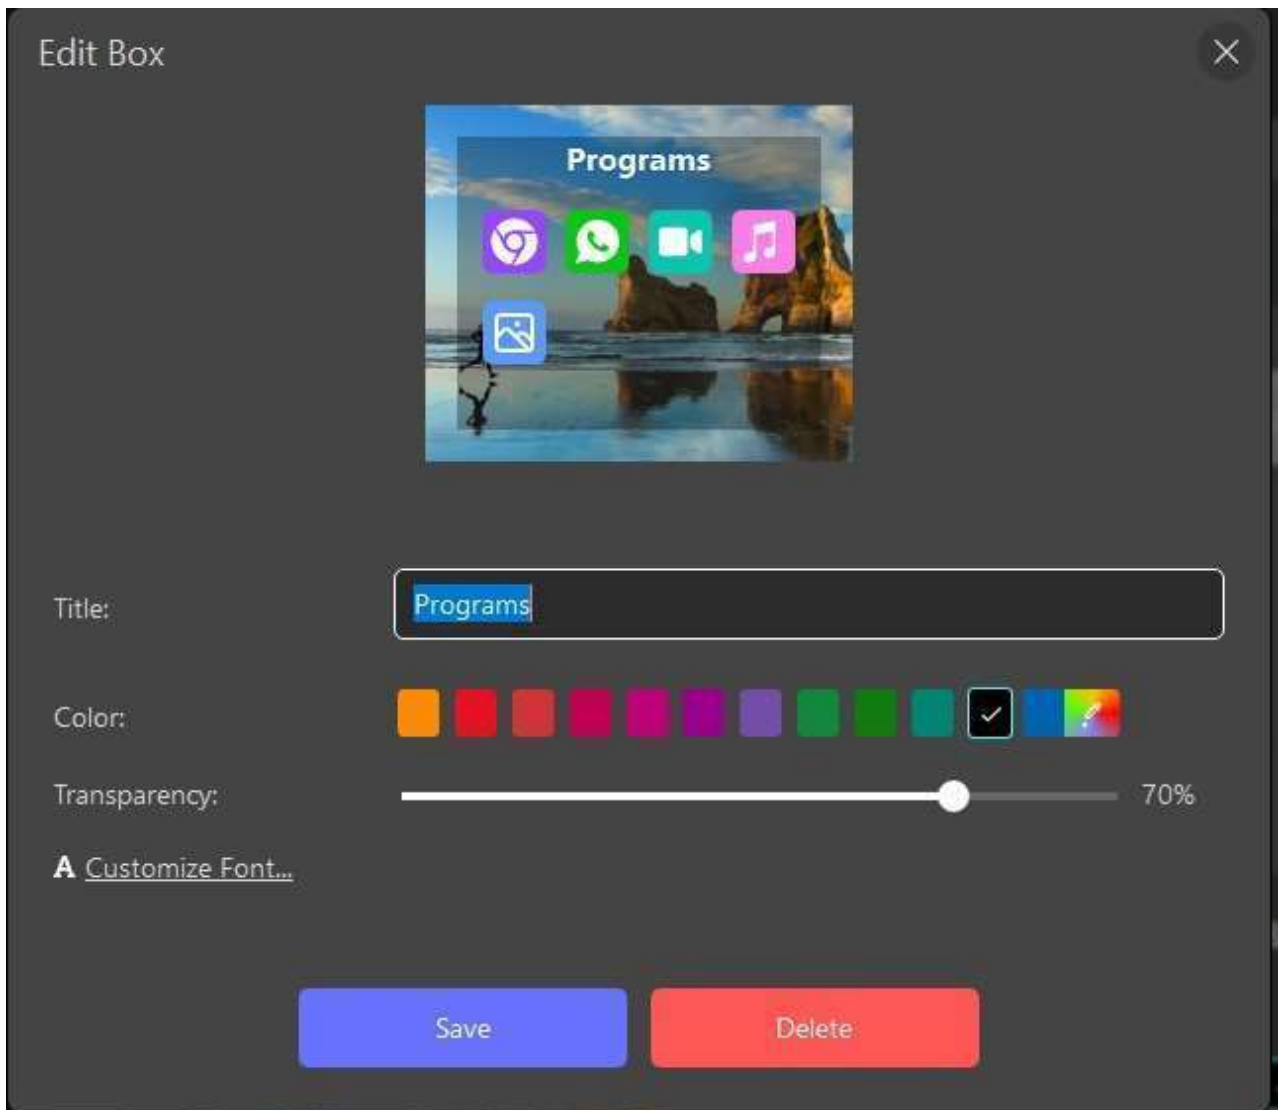 Edit Box
Programs
Title:
Programs
Color:
Transparency:
70%
A Customize Font...
Save
Delete